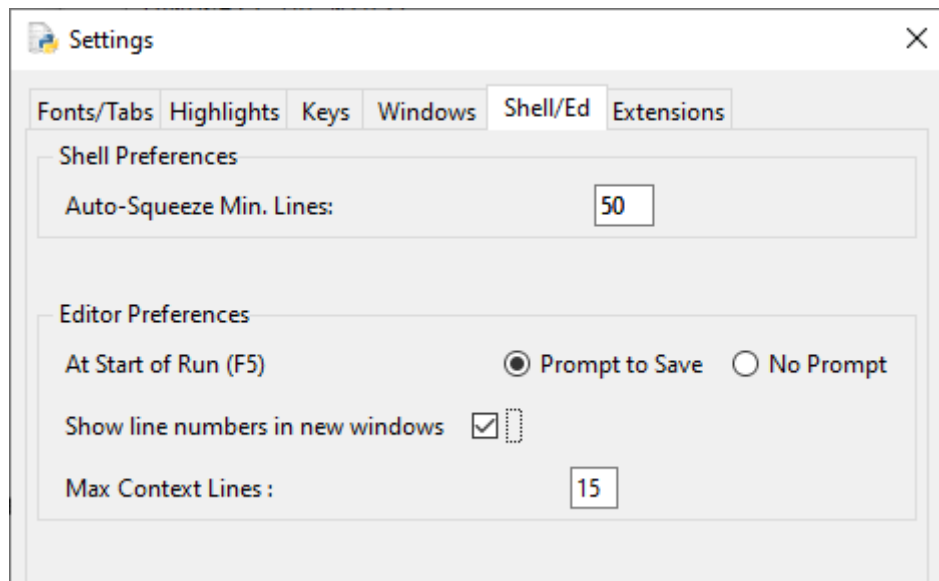 Settings
Fonts/Tabs Highlights Keys Windows Shell/Ed Extensions
Shell Preferences
Auto-Squeeze Min. Lines: 50
Editor Preferences
At Start of Run (F5) Prompt to Save No Prompt
Show line numbers in new windows
Max Context Lines : 15